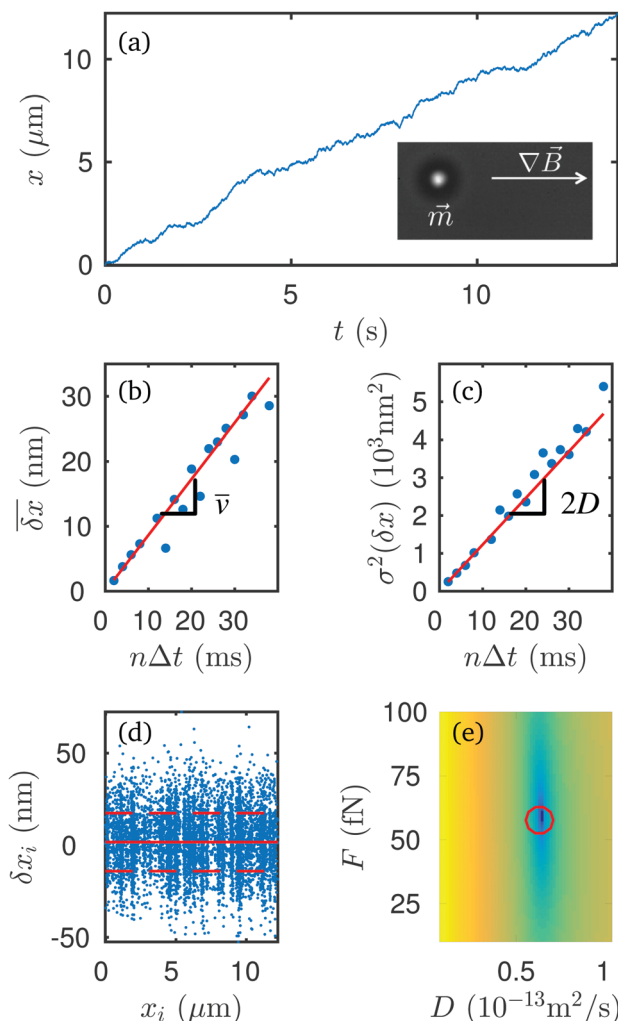 (a)
10
5
0
x (μm)
∇B⃗
m⃗
5
10
t (s)
(b)
30
20
10
0
δx̅ (nm)
v̅
0
10
20
30
nΔt (ms)
(c)
5
4
3
2
1
0
σ²(δx) (10³nm²)
2D
0
10
20
30
nΔt (ms)
(d)
50
0
-50
δxᵢ (nm)
0
5
10
xᵢ (μm)
(e)
100
75
50
25
F (fN)
0.5
1
D (10⁻¹³m²/s)